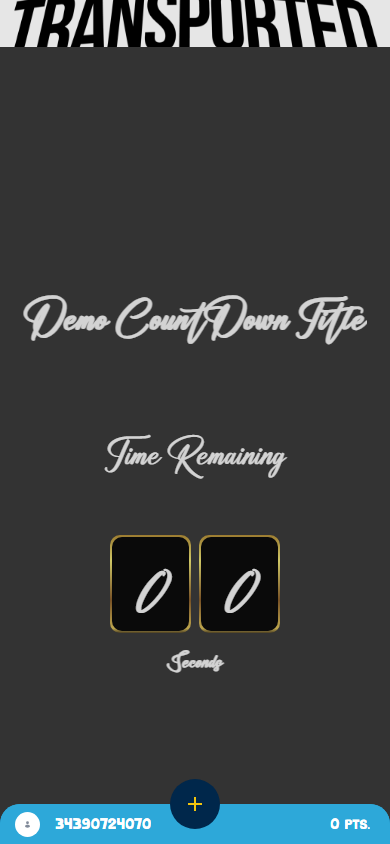 TRANSPORTED
Demo CountDown Title
Time Remaining
0 0
Seconds
34390724070
0 PTS.